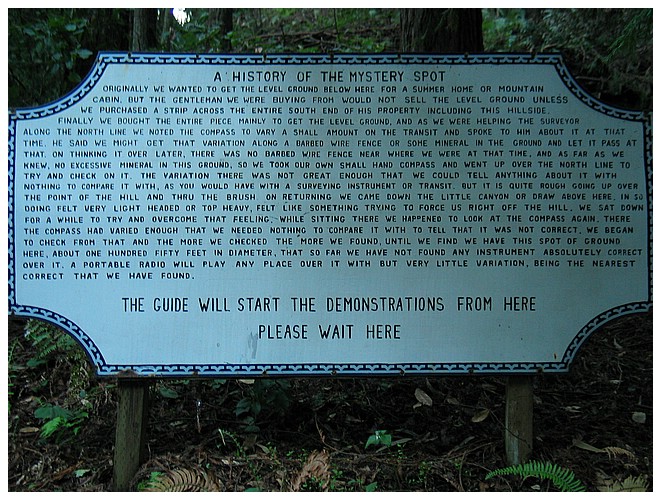 A HISTORY OF THE MYSTERY SPOT
ORIGINALLY WE WANTED TO GET THE LEVEL GROUND BELOW HERE FOR A SUMMER HOME OR MOUNTAIN
CABIN, BUT THE GENTLEMAN WE WERE BUYING FROM WOULD NOT SELL THE LEVEL GROUND UNLESS
WE PURCHASED A STRIP ACROSS THE ENTIRE SOUTH END OF HIS PROPERTY INCLUDING THIS HILLSIDE.
FINALLY WE BOUGHT THE ENTIRE PIECE MAINLY TO GET THE LEVEL GROUND, AND AS WE WERE HELPING THE SURVEYOR
ALONG THE NORTH LINE WE NOTED THE COMPASS TO VARY A SMALL AMOUNT ON THE TRANSIT AND SPOKE TO HIM ABOUT IT AT THAT
TIME. HE SAID WE MIGHT GET THAT VARIATION ALONG A BARBED WIRE FENCE OR SOME MINERAL IN THE GROUND AND LET IT PASS AT
THAT. ON THINKING IT OVER LATER, THERE WAS NO BARBED WIRE FENCE NEAR WHERE WE WERE AT THAT TIME, AND AS FAR AS WE
KNEW, NO EXCESSIVE MINERAL IN THIS GROUND, SO WE TOOK OUR OWN SMALL HAND COMPASS AND WENT UP OVER THE NORTH LINE TO
TRY AND CHECK ON IT. THE VARIATION THERE WAS NOT GREAT ENOUGH THAT WE COULD TELL ANYTHING ABOUT IT WITH
NOTHING TO COMPARE IT WITH, AS YOU WOULD HAVE WITH A SURVEYING INSTRUMENT OR TRANSIT. BUT IT IS QUITE ROUGH GOING UP OVER
THE POINT OF THE HILL AND THRU THE BRUSH. ON RETURNING WE CAME DOWN THE LITTLE CANYON OR DRAW ABOVE HERE, IN SO
DOING FELT VERY LIGHT HEADED OR TOP HEAVY, FELT LIKE SOMETHING TRYING TO FORCE US RIGHT OFF THE HILL. WE SAT DOWN
FOR A WHILE TO TRY AND OVERCOME THAT FEELING, WHILE SITTING THERE WE HAPPENED TO LOOK AT THE COMPASS AGAIN. THERE
THE COMPASS HAD VARIED ENOUGH THAT WE NEEDED NOTHING TO COMPARE IT WITH TO TELL THAT IT WAS NOT CORRECT. WE BEGAN
TO CHECK FROM THAT AND THE MORE WE CHECKED THE MORE WE FOUND, UNTIL WE FIND WE HAVE THIS SPOT OF GROUND
HERE, ABOUT ONE HUNDRED FIFTY FEET IN DIAMETER, THAT SO FAR WE HAVE NOT FOUND ANY INSTRUMENT ABSOLUTELY CORRECT
OVER IT. A PORTABLE RADIO WILL PLAY ANY PLACE OVER IT WITH BUT VERY LITTLE VARIATION, BEING THE NEAREST
CORRECT THAT WE HAVE FOUND.
THE GUIDE WILL START THE DEMONSTRATIONS FROM HERE
PLEASE WAIT HERE